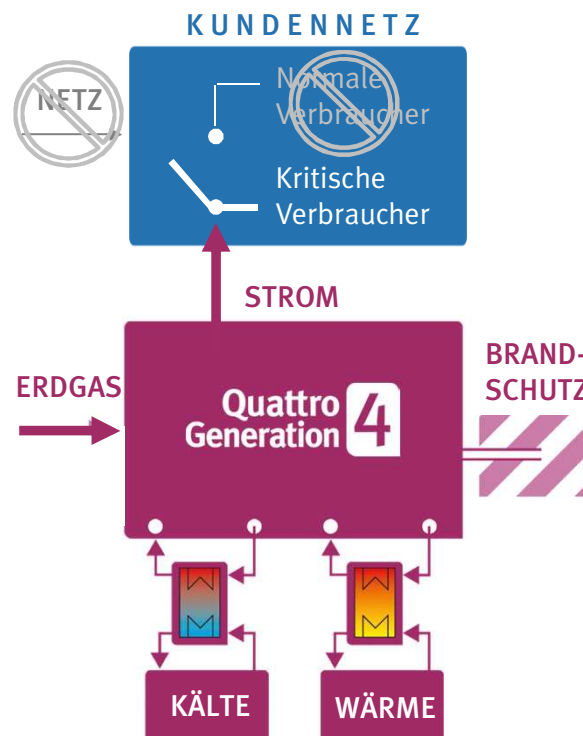 KUNDENNETZ
NETZ
Normale
Verbraucher
Kritische
Verbraucher
STROM
ERDGAS
Quattro
Generation
4
BRAND-
SCHUTZ
KÄLTE
WÄRME